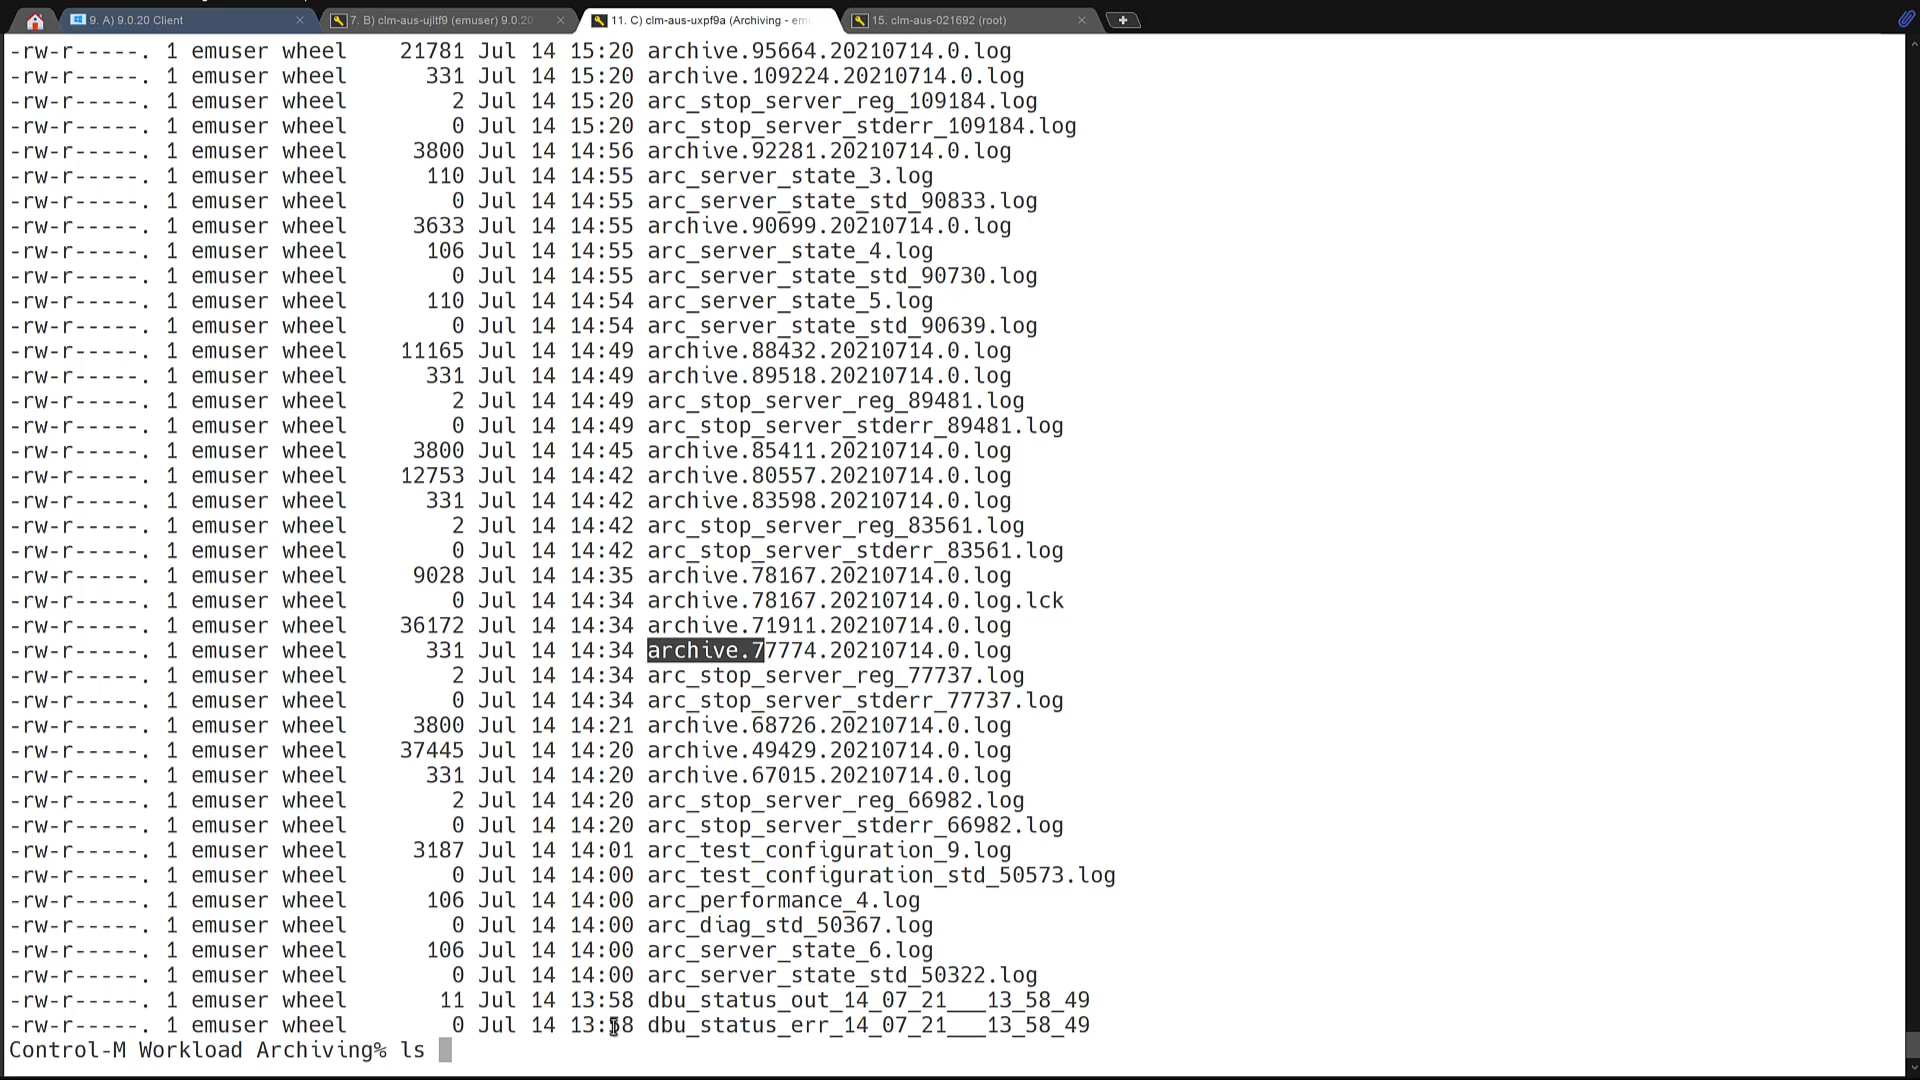 9. A) 9.0.20 Client
7. B) clm-aus-ujltf9 (emuser) 9.0.20
11. C) clm-aus-uxpf9a (Archiving - em
15. clm-aus-021692 (root)
-rw-r-----. 1 emuser wheel 21781 Jul 14 15:20 archive.95664.20210714.0.log
-rw-r-----. 1 emuser wheel 331 Jul 14 15:20 archive.109224.20210714.0.log
-rw-r-----. 1 emuser wheel 2 Jul 14 15:20 arc_stop_server_reg_109184.log
-rw-r-----. 1 emuser wheel 0 Jul 14 15:20 arc_stop_server_stderr_109184.log
-rw-r-----. 1 emuser wheel 3800 Jul 14 14:56 archive.92281.20210714.0.log
-rw-r-----. 1 emuser wheel 110 Jul 14 14:55 arc_server_state_3.log
-rw-r-----. 1 emuser wheel 0 Jul 14 14:55 arc_server_state_std_90833.log
-rw-r-----. 1 emuser wheel 3633 Jul 14 14:55 archive.90699.20210714.0.log
-rw-r-----. 1 emuser wheel 106 Jul 14 14:55 arc_server_state_4.log
-rw-r-----. 1 emuser wheel 0 Jul 14 14:55 arc_server_state_std_90730.log
-rw-r-----. 1 emuser wheel 110 Jul 14 14:54 arc_server_state_5.log
-rw-r-----. 1 emuser wheel 0 Jul 14 14:54 arc_server_state_std_90639.log
-rw-r-----. 1 emuser wheel 11165 Jul 14 14:49 archive.88432.20210714.0.log
-rw-r-----. 1 emuser wheel 331 Jul 14 14:49 archive.89518.20210714.0.log
-rw-r-----. 1 emuser wheel 2 Jul 14 14:49 arc_stop_server_reg_89481.log
-rw-r-----. 1 emuser wheel 0 Jul 14 14:49 arc_stop_server_stderr_89481.log
-rw-r-----. 1 emuser wheel 3800 Jul 14 14:45 archive.85411.20210714.0.log
-rw-r-----. 1 emuser wheel 12753 Jul 14 14:42 archive.80557.20210714.0.log
-rw-r-----. 1 emuser wheel 331 Jul 14 14:42 archive.83598.20210714.0.log
-rw-r-----. 1 emuser wheel 2 Jul 14 14:42 arc_stop_server_reg_83561.log
-rw-r-----. 1 emuser wheel 0 Jul 14 14:42 arc_stop_server_stderr_83561.log
-rw-r-----. 1 emuser wheel 9028 Jul 14 14:35 archive.78167.20210714.0.log
-rw-r-----. 1 emuser wheel 0 Jul 14 14:34 archive.78167.20210714.0.log.lck
-rw-r-----. 1 emuser wheel 36172 Jul 14 14:34 archive.71911.20210714.0.log
-rw-r-----. 1 emuser wheel 331 Jul 14 14:34 archive.77774.20210714.0.log
-rw-r-----. 1 emuser wheel 2 Jul 14 14:34 arc_stop_server_reg_77737.log
-rw-r-----. 1 emuser wheel 0 Jul 14 14:34 arc_stop_server_stderr_77737.log
-rw-r-----. 1 emuser wheel 3800 Jul 14 14:21 archive.68726.20210714.0.log
-rw-r-----. 1 emuser wheel 37445 Jul 14 14:20 archive.49429.20210714.0.log
-rw-r-----. 1 emuser wheel 331 Jul 14 14:20 archive.67015.20210714.0.log
-rw-r-----. 1 emuser wheel 2 Jul 14 14:20 arc_stop_server_reg_66982.log
-rw-r-----. 1 emuser wheel 0 Jul 14 14:20 arc_stop_server_stderr_66982.log
-rw-r-----. 1 emuser wheel 3187 Jul 14 14:01 arc_test_configuration_9.log
-rw-r-----. 1 emuser wheel 0 Jul 14 14:00 arc_test_configuration_std_50573.log
-rw-r-----. 1 emuser wheel 106 Jul 14 14:00 arc_performance_4.log
-rw-r-----. 1 emuser wheel 0 Jul 14 14:00 arc_diag_std_50367.log
-rw-r-----. 1 emuser wheel 106 Jul 14 14:00 arc_server_state_6.log
-rw-r-----. 1 emuser wheel 0 Jul 14 14:00 arc_server_state_std_50322.log
-rw-r-----. 1 emuser wheel 11 Jul 14 13:58 dbu_status_out_14_07_21___13_58_49
-rw-r-----. 1 emuser wheel 0 Jul 14 13:58 dbu_status_err_14_07_21___13_58_49
Control-M Workload Archiving% ls